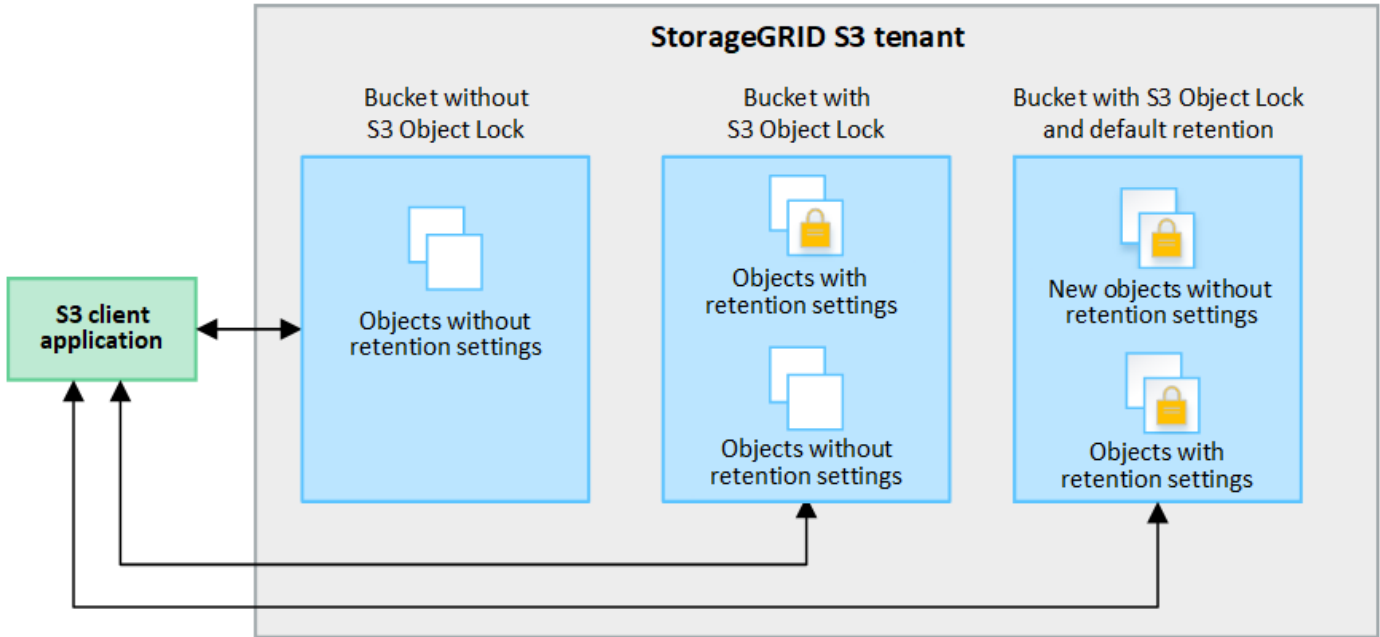 StorageGRID S3 tenant
Bucket without
S3 Object Lock
Bucket with
S3 Object Lock
Bucket with S3 Object Lock
and default retention
Objects without
retention settings
Objects with
retention settings
Objects without
retention settings
New objects without
retention settings
Objects with
retention settings
S3 client
application